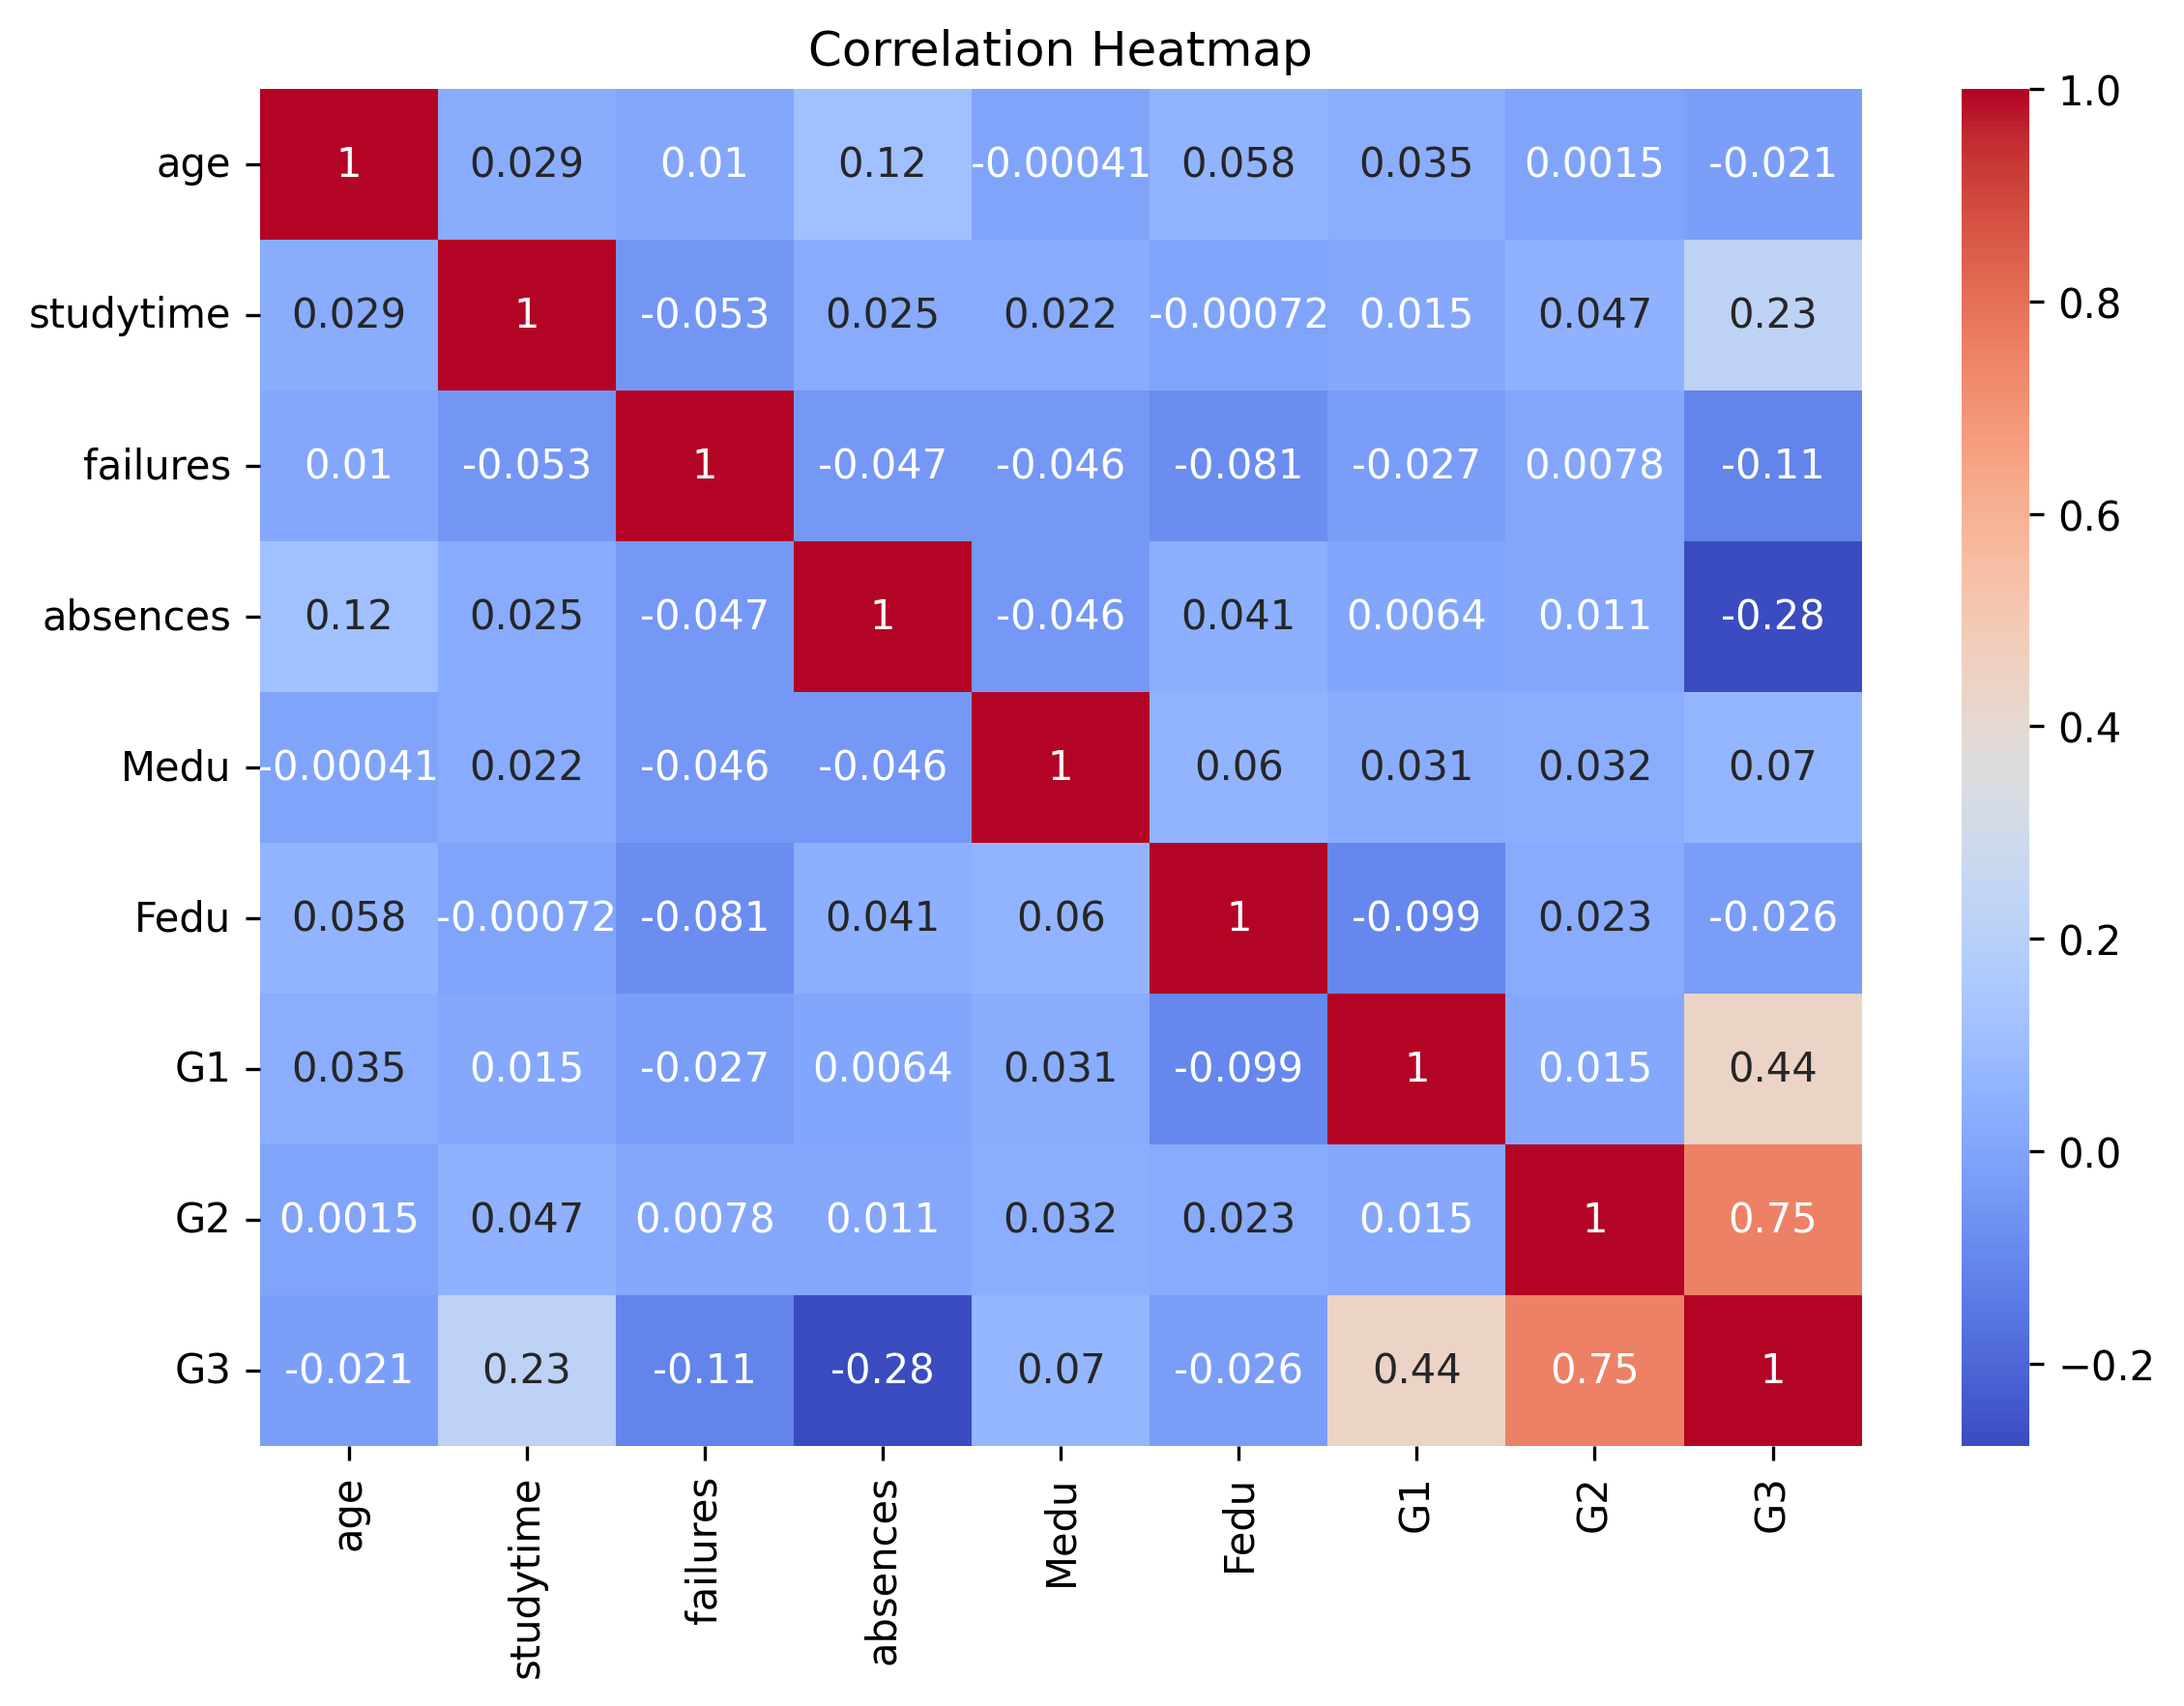 Correlation Heatmap
age 1 0.029 0.01 0.12 -0.00041 0.058 0.035 0.0015 -0.021
studytime 0.029 1 -0.053 0.025 0.022 -0.00072 0.015 0.047 0.23
failures 0.01 -0.053 1 -0.047 -0.046 -0.081 -0.027 0.0078 -0.11
absences 0.12 0.025 -0.047 1 -0.046 0.041 0.0064 0.011 -0.28
Medu -0.00041 0.022 -0.046 -0.046 1 0.06 0.031 0.032 0.07
Fedu 0.058 -0.00072 -0.081 0.041 0.06 1 -0.099 0.023 -0.026
G1 0.035 0.015 -0.027 0.0064 0.031 -0.099 1 0.015 0.44
G2 0.0015 0.047 0.0078 0.011 0.032 0.023 0.015 1 0.75
G3 -0.021 0.23 -0.11 -0.28 0.07 -0.026 0.44 0.75 1
age studytime failures absences Medu Fedu G1 G2 G3
1.0
0.8
0.6
0.4
0.2
0.0
−0.2